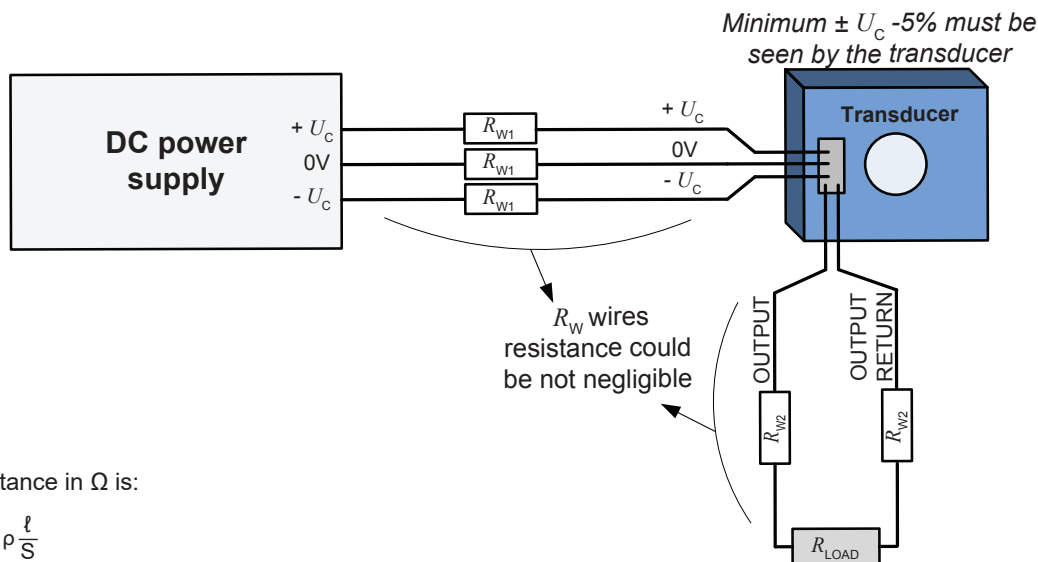 Minimum ± U_C -5% must be
seen by the transducer
DC power
supply
+ U_C
0V
- U_C
R_W1
R_W1
R_W1
+ U_C
0V
- U_C
Transducer
R_W wires
resistance could
be not negligible
OUTPUT
OUTPUT
RETURN
R_W2
R_W2
R_LOAD
tance in Ω is:
ρ ℓ/S